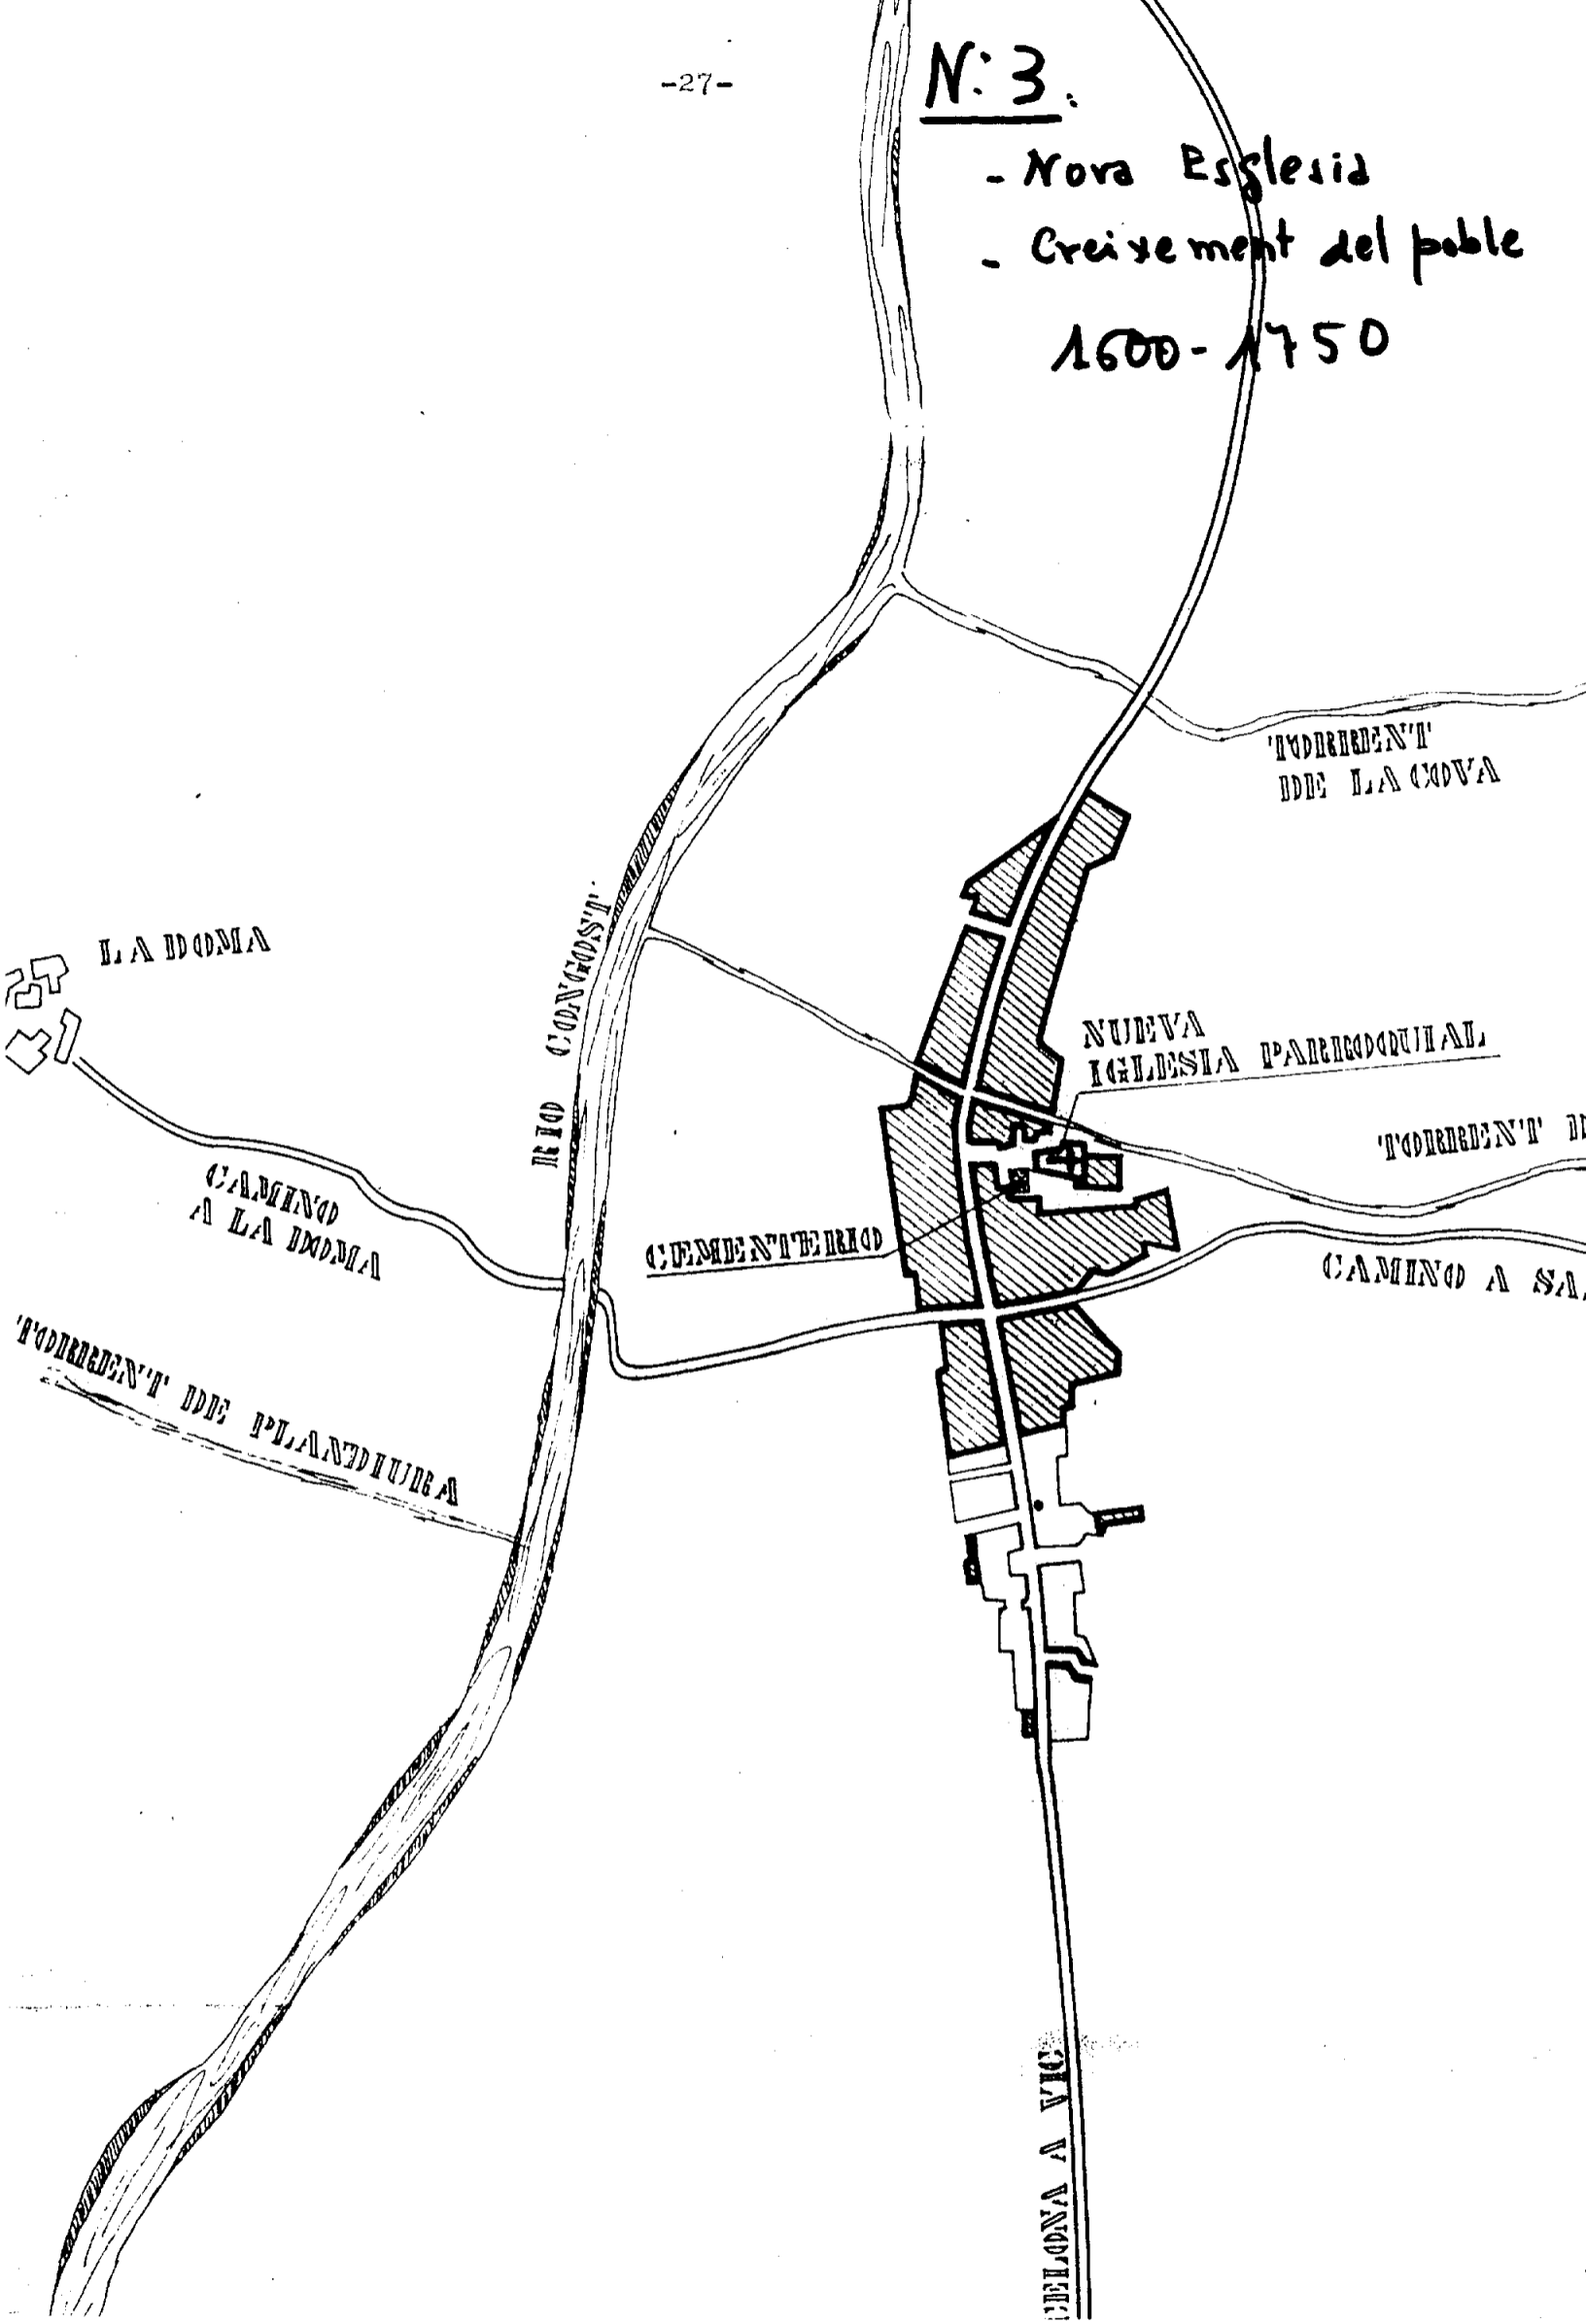 -27-
N: 3.
- Nova Esglesia
- Creixement del poble
1600-1750
TORRENT
DE LA COVA
LA DOMA
RIO CONGOST
NUEVA
IGLESIA PARROQUIAL
TORRENT D
CAMINO
A LA DOMA
CEMENTERIO
CAMINO A SA
TORRENT DE PLANDIURA
CELONA A VIC